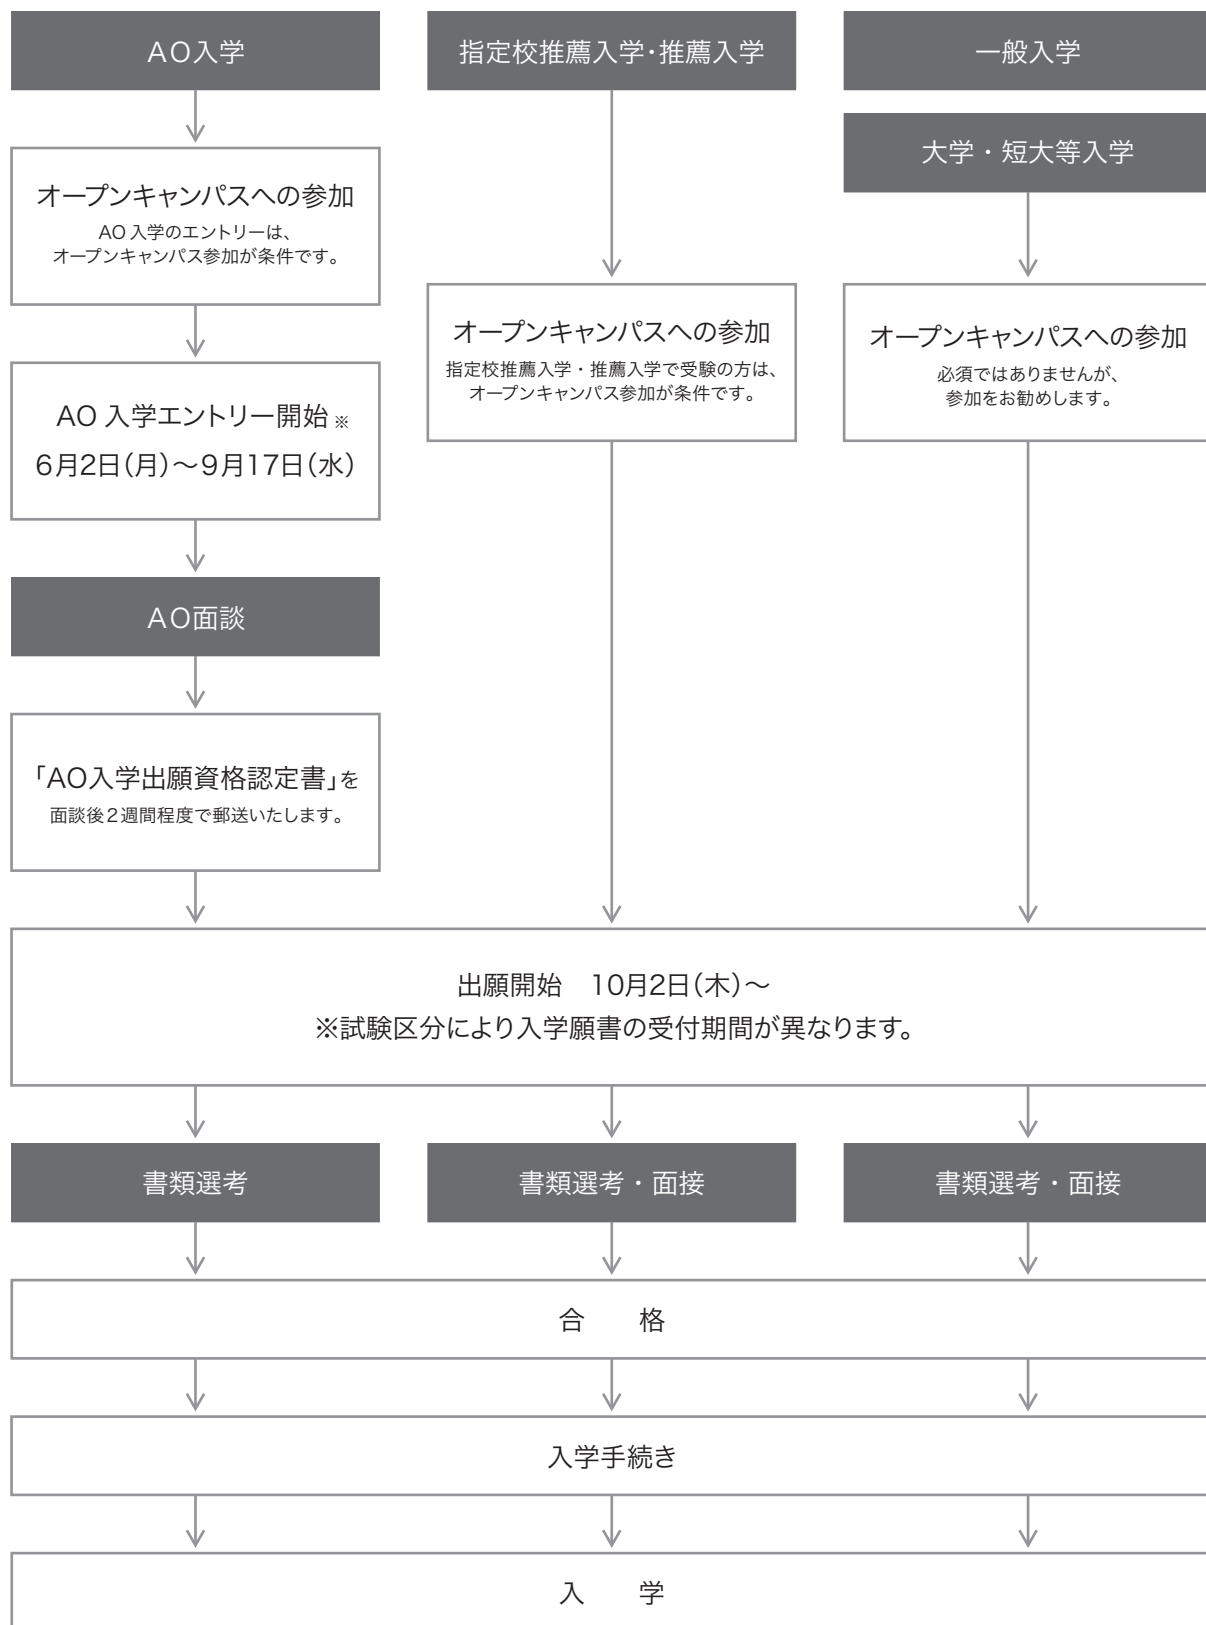 AO入学
オープンキャンパスへの参加
AO 入学のエントリーは、
オープンキャンパス参加が条件です。
AO 入学エントリー開始 ※
6月2日(月)～9月17日(水)
AO面談
「AO入学出願資格認定書」を
面談後2週間程度で郵送いたします。
指定校推薦入学・推薦入学
オープンキャンパスへの参加
指定校推薦入学・推薦入学で受験の方は、
オープンキャンパス参加が条件です。
一般入学
大学・短大等入学
オープンキャンパスへの参加
必須ではありませんが、
参加をお勧めします。
出願開始　10月2日(木)～
※試験区分により入学願書の受付期間が異なります。
書類選考
書類選考・面接
書類選考・面接
合　格
入学手続き
入　学